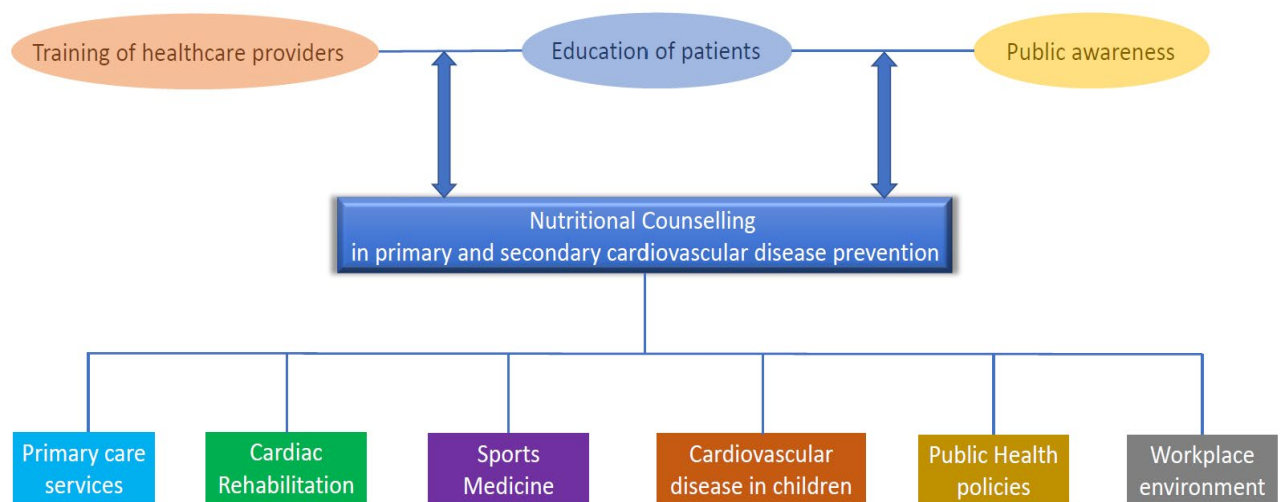 Training of healthcare providers
Education of patients
Public awareness
Nutritional Counselling
in primary and secondary cardiovascular disease prevention
Primary care
services
Cardiac
Rehabilitation
Sports
Medicine
Cardiovascular
disease in children
Public Health
policies
Workplace
environment